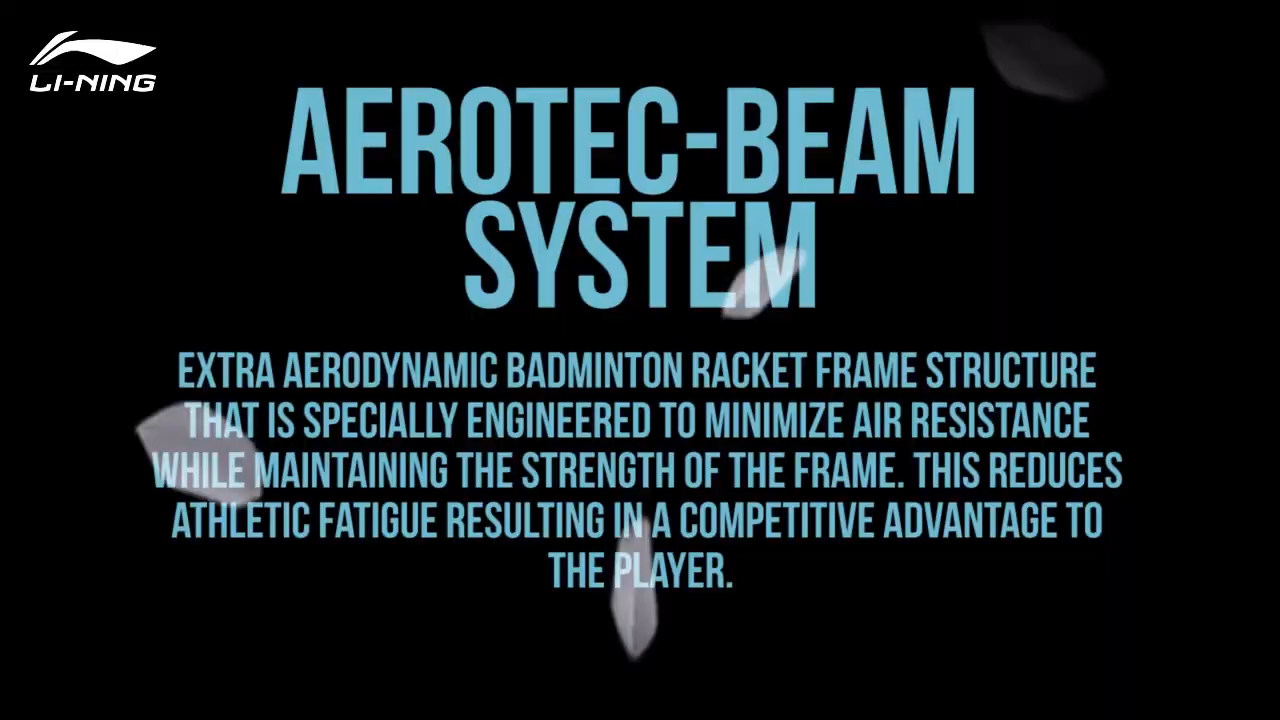 LI-NING
AEROTEC-BEAM
SYSTEM
EXTRA AERODYNAMIC BADMINTON RACKET FRAME STRUCTURE
THAT IS SPECIALLY ENGINEERED TO MINIMIZE AIR RESISTANCE
WHILE MAINTAINING THE STRENGTH OF THE FRAME. THIS REDUCES
ATHLETIC FATIGUE RESULTING IN A COMPETITIVE ADVANTAGE TO
THE PLAYER.